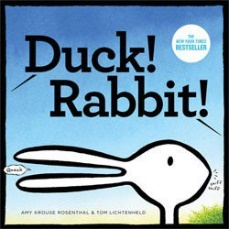 Duck!
Rabbit!
THE
NEW YORK TIMES
BESTSELLER
Quack
sniff
sniff
AMY KROUSE ROSENTHAL & TOM LICHTENHELD